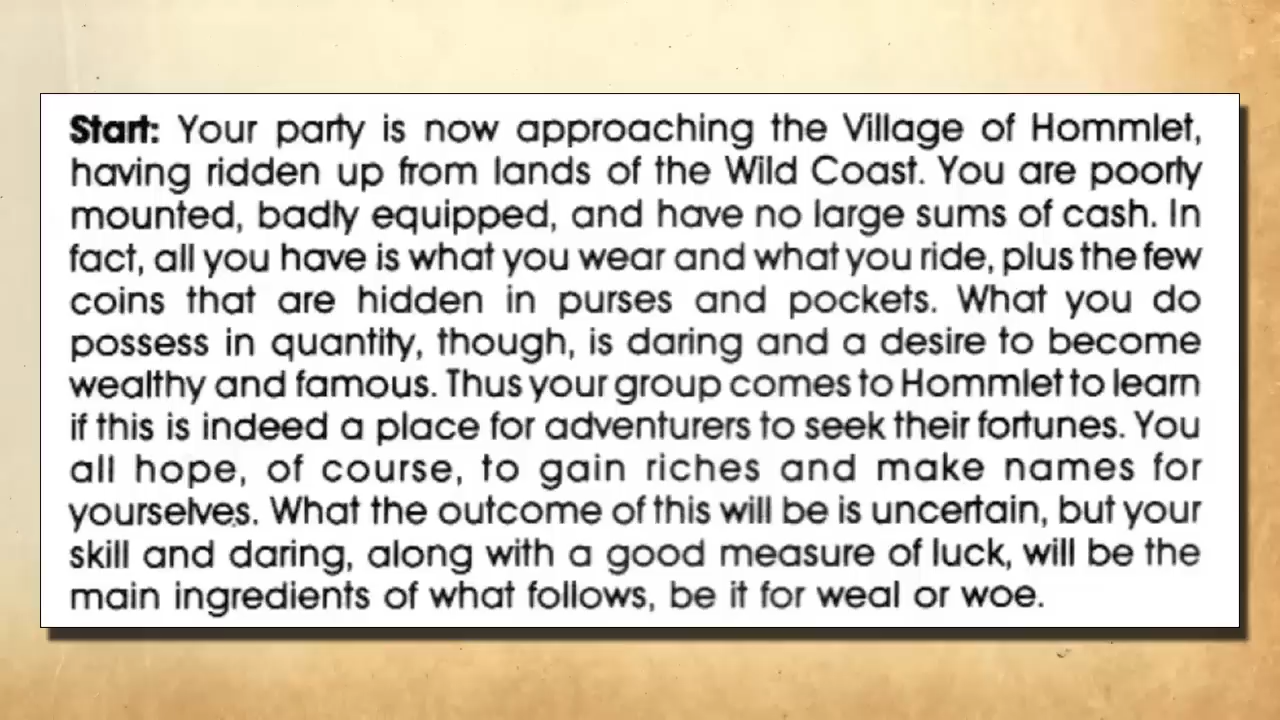 Start: Your party is now approaching the Village of Hommlet,
having ridden up from lands of the Wild Coast. You are poorly
mounted, badly equipped, and have no large sums of cash. In
fact, all you have is what you wear and what you ride, plus the few
coins that are hidden in purses and pockets. What you do
possess in quantity, though, is daring and a desire to become
wealthy and famous. Thus your group comes to Hommlet to learn
if this is indeed a place for adventurers to seek their fortunes. You
all hope, of course, to gain riches and make names for
yourselves. What the outcome of this will be is uncertain, but your
skill and daring, along with a good measure of luck, will be the
main ingredients of what follows, be it for weal or woe.